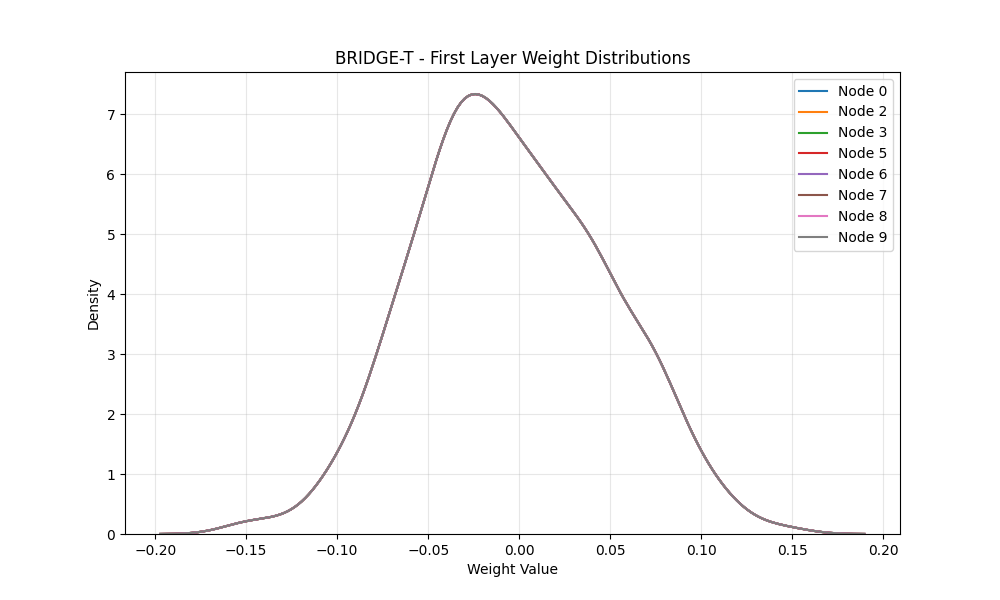 BRIDGE-T - First Layer Weight Distributions
Node 0
Node 2
Node 3
Node 5
Node 6
Node 7
Node 8
Node 9
7
6
5
4
3
2
1
0
Density
−0.20 −0.15 −0.10 −0.05 0.00 0.05 0.10 0.15 0.20
Weight Value